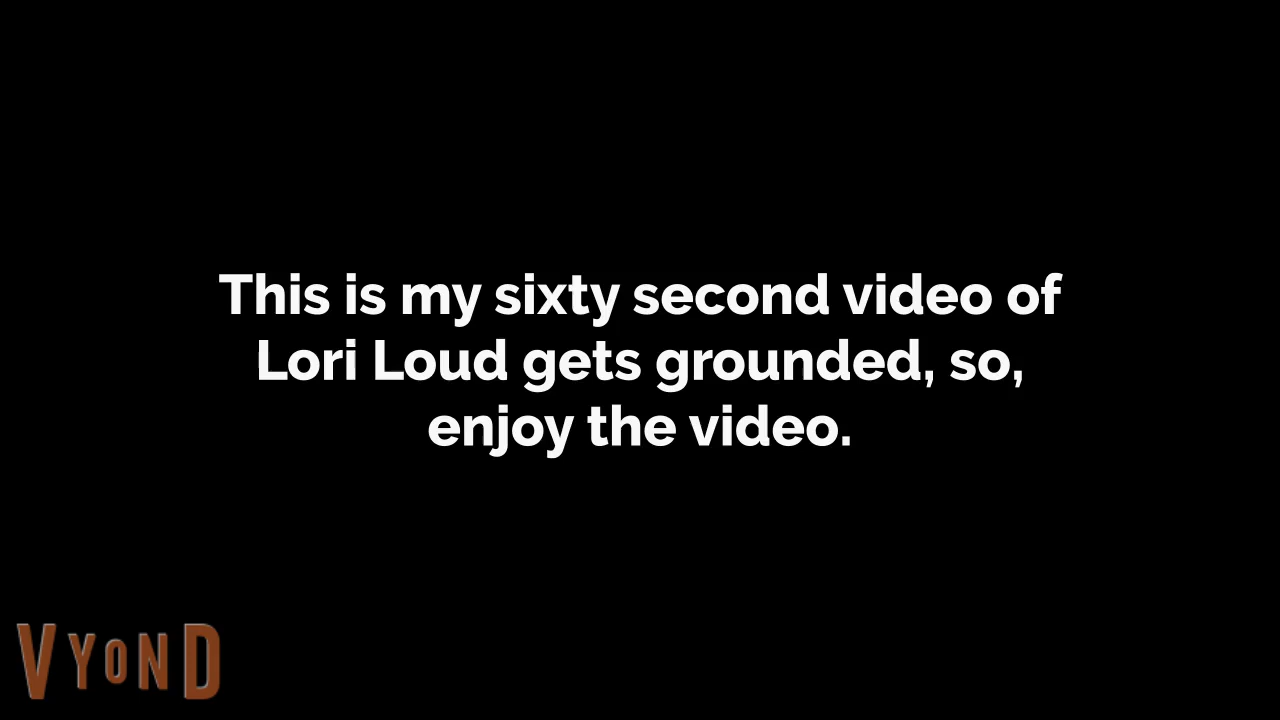 This is my sixty second video of
Lori Loud gets grounded, so,
enjoy the video.
VYOND